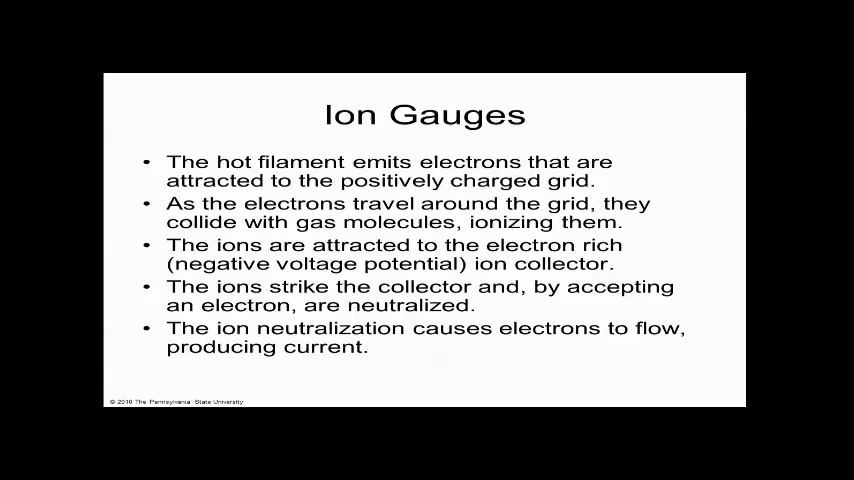 Ion Gauges
• The hot filament emits electrons that are
attracted to the positively charged grid.
• As the electrons travel around the grid, they
collide with gas molecules, ionizing them.
• The ions are attracted to the electron rich
(negative voltage potential) ion collector.
• The ions strike the collector and, by accepting
an electron, are neutralized.
• The ion neutralization causes electrons to flow,
producing current.
© 2010 The Pennsylvania State University